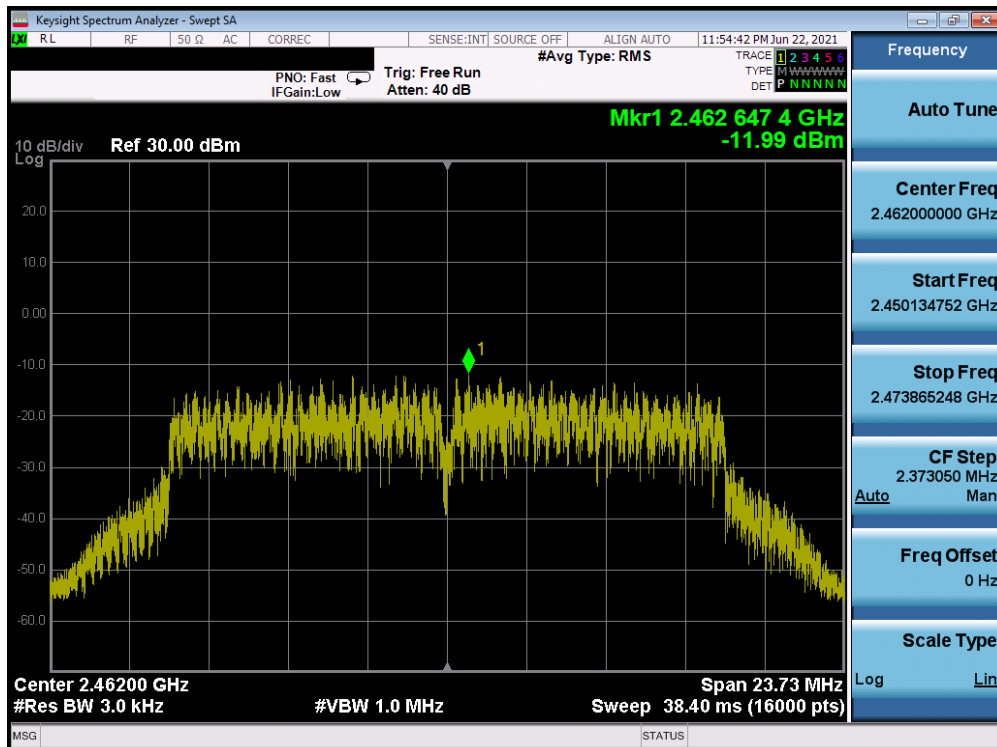 Keysight Spectrum Analyzer - Swept SA
LXI RL RF 50 Ω AC CORREC SENSE:INT SOURCE OFF ALIGN AUTO 11:54:42 PM Jun 22, 2021
PNO: Fast
IFGain:Low
Trig: Free Run
Atten: 40 dB
#Avg Type: RMS
TRACE 1 2 3 4 5 6
TYPE M WWWWW
DET P N N N N N
Mkr1 2.462 647 4 GHz
-11.99 dBm
10 dB/div Ref 30.00 dBm
Log
20.0
10.0
0.00
-10.0
-20.0
-30.0
-40.0
-50.0
-60.0
1
Center 2.46200 GHz Span 23.73 MHz
#Res BW 3.0 kHz #VBW 1.0 MHz Sweep 38.40 ms (16000 pts)
MSG STATUS
Frequency
Auto Tune
Center Freq
2.462000000 GHz
Start Freq
2.450134752 GHz
Stop Freq
2.473865248 GHz
CF Step
2.373050 MHz
Auto Man
Freq Offset
0 Hz
Scale Type
Log Lin